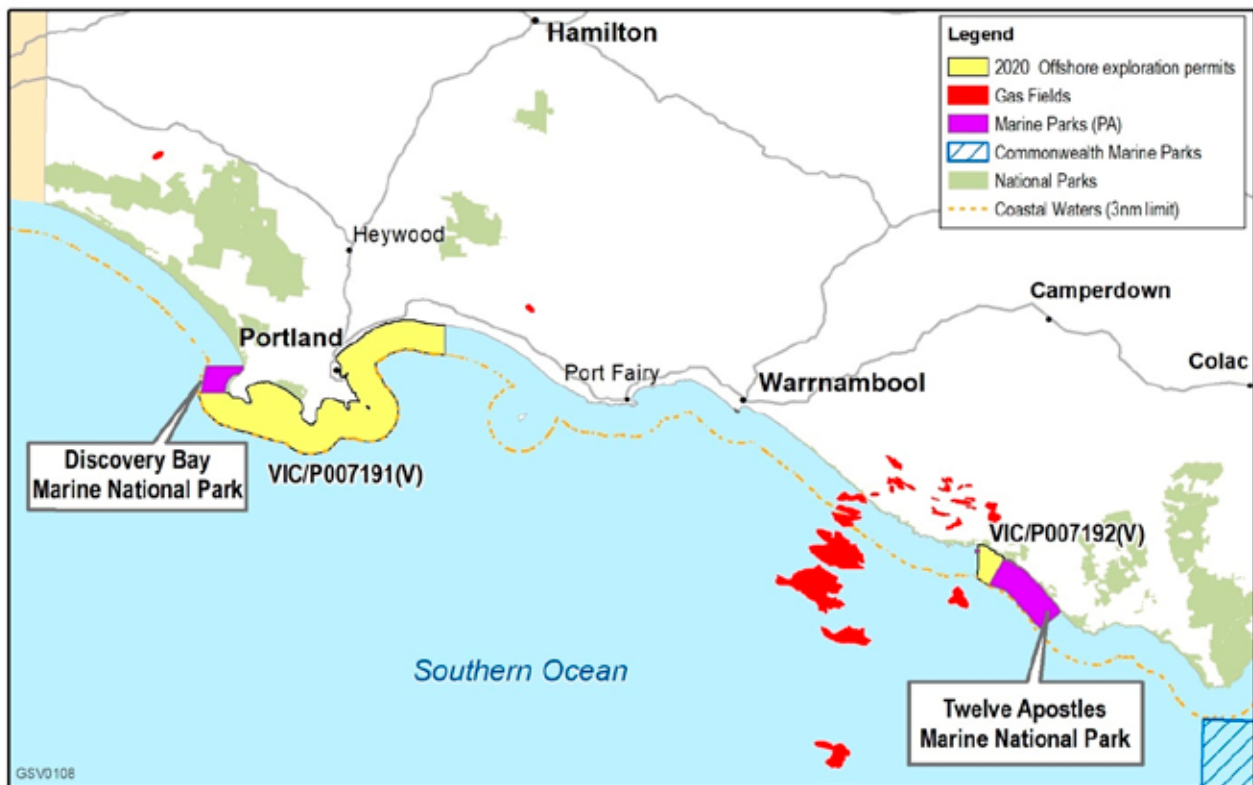 Hamilton
Legend
2020 Offshore exploration permits
Gas Fields
Marine Parks (PA)
Commonwealth Marine Parks
National Parks
Coastal Waters (3nm limit)
Heywood
Camperdown
Portland
Colac
Port Fairy
Warrnambool
Discovery Bay
Marine National Park
VIC/P007191(V)
VIC/P007192(V)
Southern Ocean
Twelve Apostles
Marine National Park
GSV0108